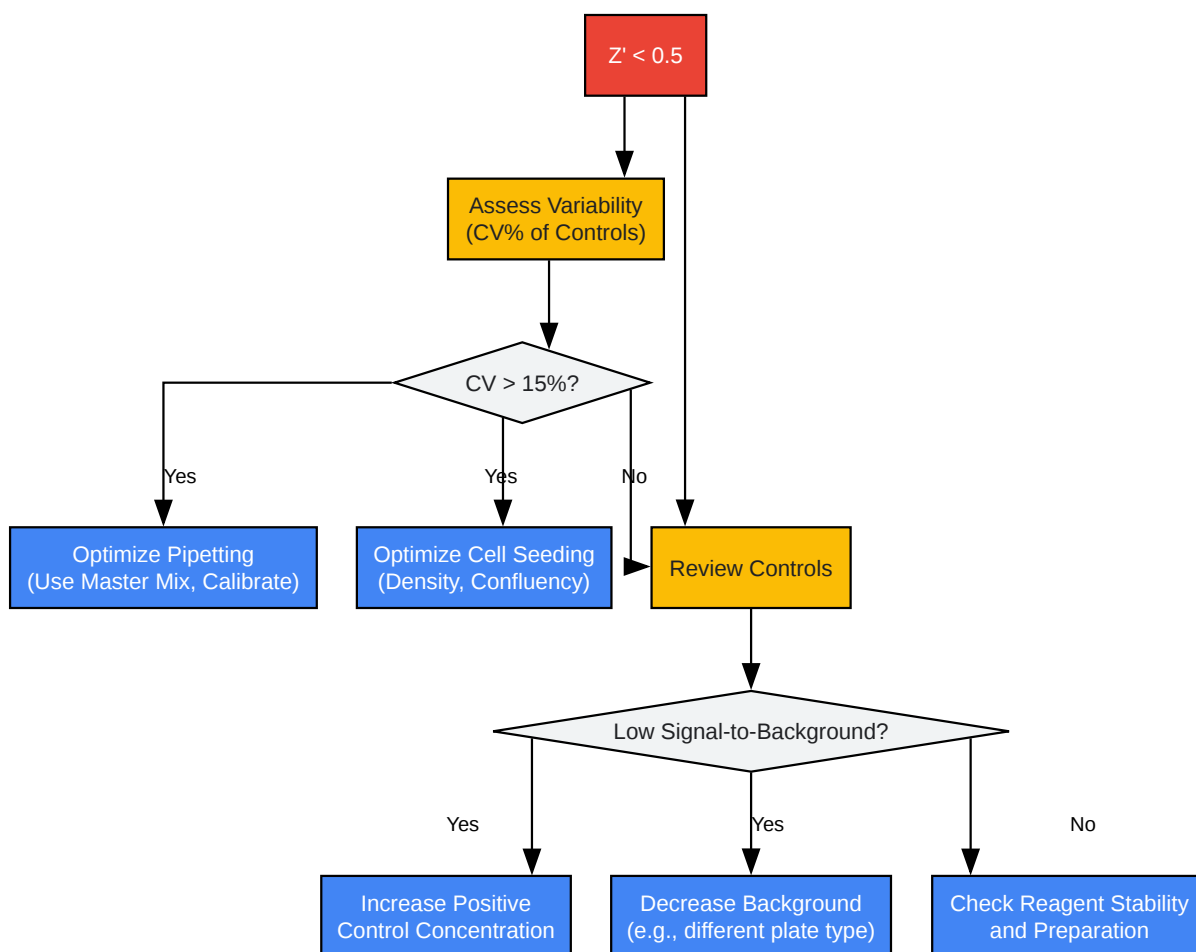 Z' < 0.5
Assess Variability
(CV% of Controls)
CV > 15%?
Yes
Yes
No
Optimize Pipetting
(Use Master Mix, Calibrate)
Optimize Cell Seeding
(Density, Confluency)
Review Controls
Low Signal-to-Background?
Yes
Yes
No
Increase Positive
Control Concentration
Decrease Background
(e.g., different plate type)
Check Reagent Stability
and Preparation